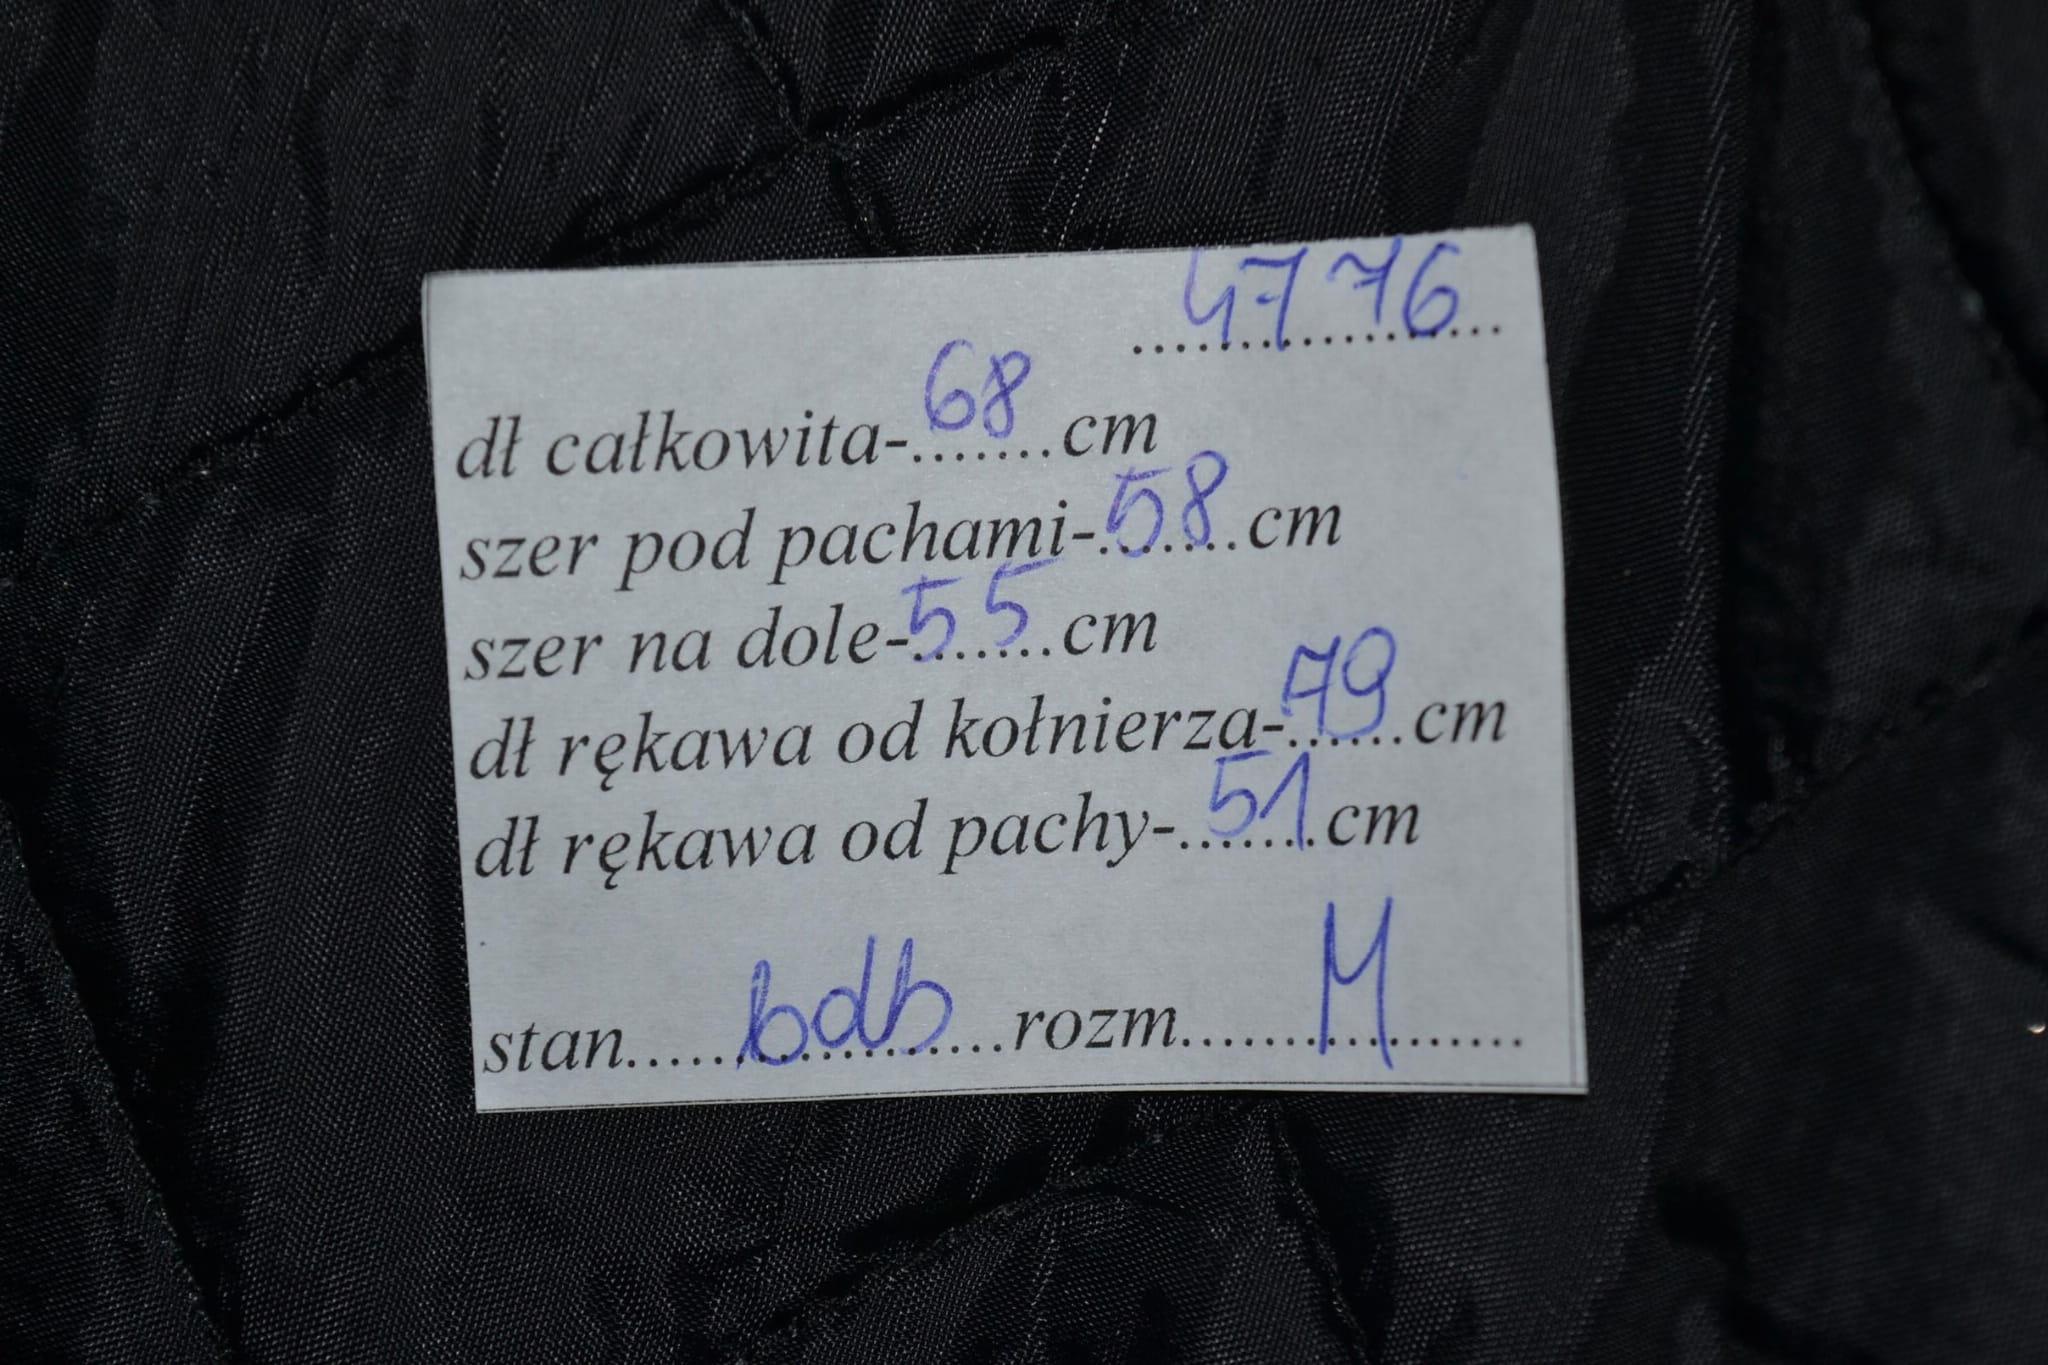 4776
dł całkowita-68cm
szer pod pachami-58cm
szer na dole-55cm
dł rękawa od kołnierza-79cm
dł rękawa od pachy-51cm
stan.....bdb.....rozm.....M.....